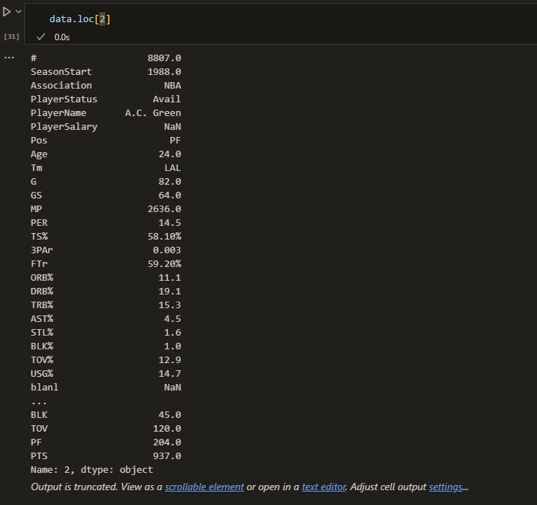 data.loc[2]
[31]
0.0s
...
# 8807.0
SeasonStart 1988.0
Association NBA
PlayerStatus Avail
PlayerName A.C. Green
PlayerSalary NaN
Pos PF
Age 24.0
Tm LAL
G 82.0
GS 64.0
MP 2636.0
PER 14.5
TS% 58.10%
3PAr 0.003
FTr 59.20%
ORB% 11.1
DRB% 19.1
TRB% 15.3
AST% 4.5
STL% 1.6
BLK% 1.0
TOV% 12.9
USG% 14.7
blanl NaN
...
BLK 45.0
TOV 120.0
PF 204.0
PTS 937.0
Name: 2, dtype: object
Output is truncated. View as a scrollable element or open in a text editor. Adjust cell output settings...